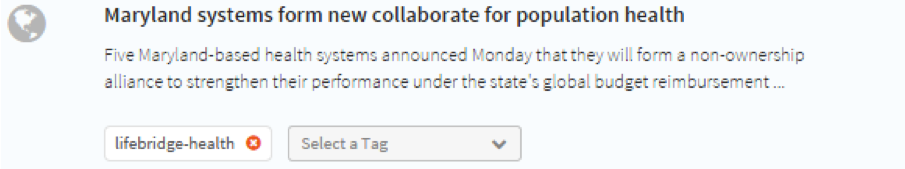 Maryland systems form new collaborate for population health
Five Maryland-based health systems announced Monday that they will form a non-ownership
alliance to strengthen their performance under the state's global budget reimbursement ...
lifebridge-health
Select a Tag